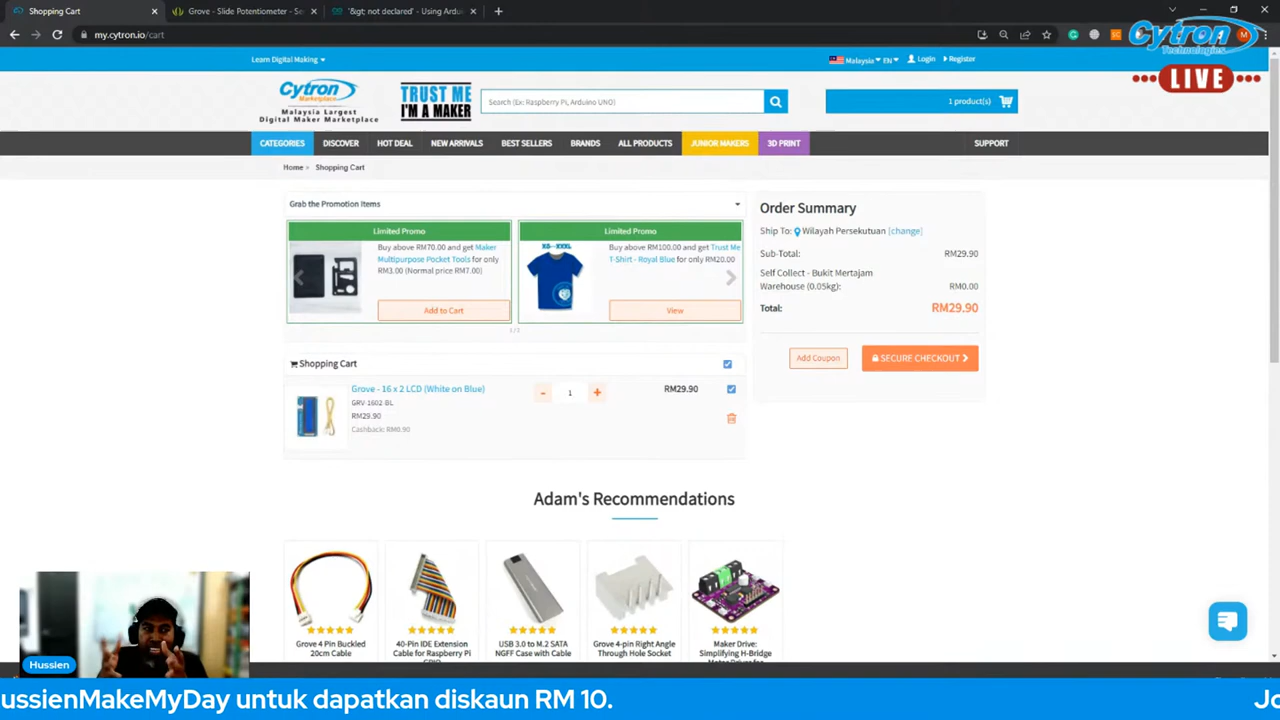 Shopping Cart
Grove - Slide Potentiometer - Se
'&gt; not declared' - Using Ardui
my.cytron.io/cart
Cytron
Technologies
LIVE
Learn Digital Making
Malaysia
EN
Login
Register
Cytron
Marketplace
Malaysia Largest
Digital Maker Marketplace
TRUST ME
I'M A MAKER
Search (Ex: Raspberry Pi, Arduino UNO)
1 product(s)
CATEGORIES
DISCOVER
HOT DEAL
NEW ARRIVALS
BEST SELLERS
BRANDS
ALL PRODUCTS
JUNIOR MAKERS
3D PRINT
SUPPORT
Home > Shopping Cart
Grab the Promotion Items
Limited Promo
Buy above RM70.00 and get Maker
Multipurpose Pocket Tools for only
RM3.00 (Normal price RM7.00)
Add to Cart
Limited Promo
XS-XXXL
Buy above RM100.00 and get Trust Me
T-Shirt - Royal Blue for only RM20.00
View
1 / 2
Order Summary
Ship To: Wilayah Persekutuan [change]
Sub-Total: RM29.90
Self Collect - Bukit Mertajam
Warehouse (0.05kg): RM0.00
Total: RM29.90
Add Coupon
SECURE CHECKOUT
Shopping Cart
Grove - 16 x 2 LCD (White on Blue)
GRV-1602-BL
RM29.90
Cashback: RM0.90
- 1 +
RM29.90
Adam's Recommendations
Grove 4 Pin Buckled
20cm Cable
40-Pin IDE Extension
Cable for Raspberry Pi
GPIO
USB 3.0 to M.2 SATA
NGFF Case with Cable
Grove 4-pin Right Angle
Through Hole Socket
Maker Drive:
Simplifying H-Bridge
Motor Driver for
Hussien
ussienMakeMyDay untuk dapatkan diskaun RM 10.
Jo